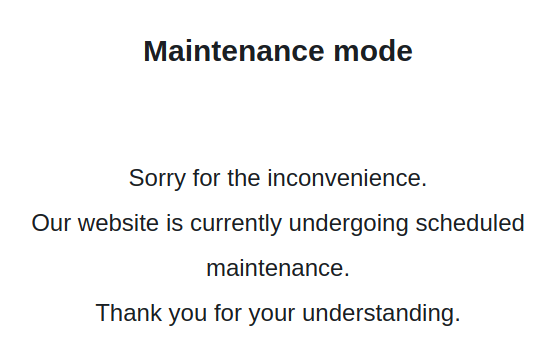 Maintenance mode
Sorry for the inconvenience.
Our website is currently undergoing scheduled
maintenance.
Thank you for your understanding.